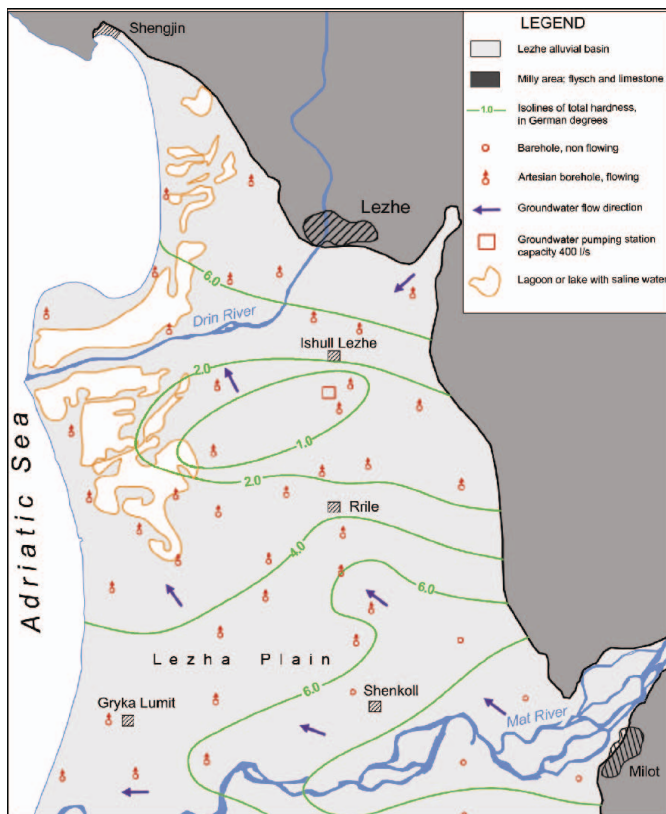 Shengjin
LEGEND
Lezhe alluvial basin
Milly area; flysch and limestone
1.0
Isolines of total hardness,
in German degrees
Barehole, non flowing
Artesian borehole, flowing
Groundwater flow direction
Groundwater pumping station
capacity 400 l/s
Lagoon or lake with saline water
Lezhe
6.0
Drin River
Ishull Lezhe
2.0
1.0
2.0
Rrile
Adriatic Sea
4.0
6.0
Lezha Plain
6.0
Shenkoll
Gryka Lumit
Mat River
Milot